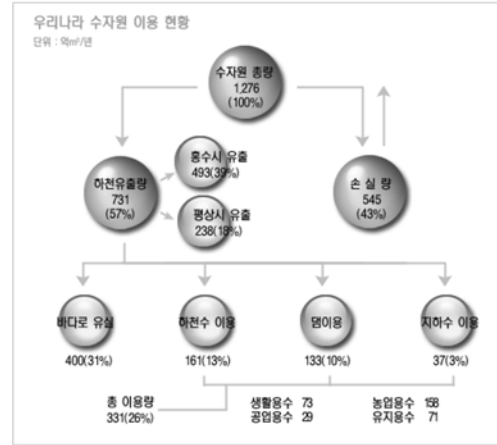 우리나라 수자원 이용 현황
단위 : 억m³/년
수자원 총량
1,276
(100%)
홍수시 유출
493(39%)
하천유출량
731
(57%)
평상시 유출
238(18%)
손 실 량
545
(43%)
바다로 유실
400(31%)
하천수 이용
161(13%)
댐이용
133(10%)
지하수 이용
37(3%)
총 이용량
331(26%)
생활용수 73
공업용수 29
농업용수 158
유지용수 71